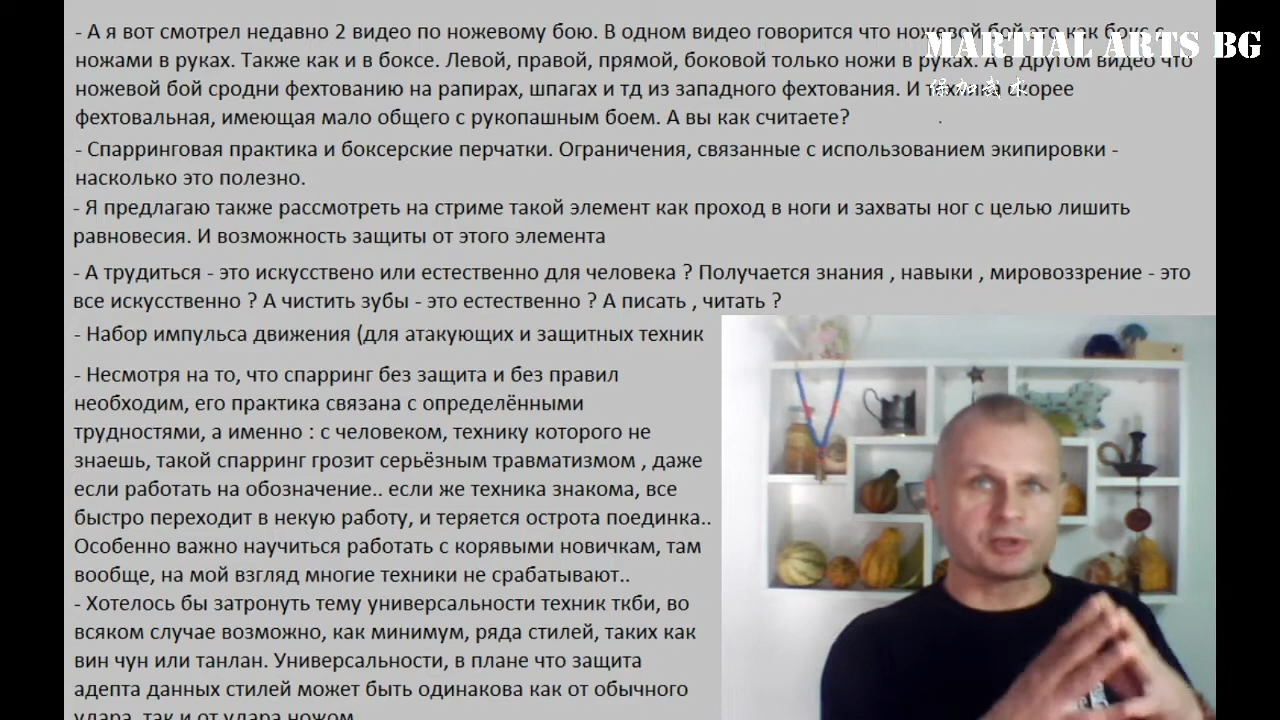 - А я вот смотрел недавно 2 видео по ножевому бою. В одном видео говорится что ножевой бой это как бокс с
MARTIAL ARTS BG
ножами в руках. Также как и в боксе. Левой, правой, прямой, боковой только ножи в руках. А в другом видео что
ножевой бой сродни фехтованию на рапирах, шпагах и тд из западного фехтования. И техника скорее
фехтовальная, имеющая мало общего с рукопашным боем. А вы как считаете?
- Спарринговая практика и боксерские перчатки. Ограничения, связанные с использованием экипировки -
насколько это полезно.
- Я предлагаю также рассмотреть на стриме такой элемент как проход в ноги и захваты ног с целью лишить
равновесия. И возможность защиты от этого элемента
- А трудиться - это искусствено или естественно для человека ? Получается знания , навыки , мировоззрение - это
все искусственно ? А чистить зубы - это естественно ? А писать , читать ?
- Набор импульса движения (для атакующих и защитных техник
- Несмотря на то, что спарринг без защита и без правил
необходим, его практика связана с определёнными
трудностями, а именно : с человеком, технику которого не
знаешь, такой спарринг грозит серьёзным травматизмом , даже
если работать на обозначение.. если же техника знакома, все
быстро переходит в некую работу, и теряется острота поединка..
Особенно важно научиться работать с корявыми новичкам, там
вообще, на мой взгляд многие техники не срабатывают..
- Хотелось бы затронуть тему универсальности техник ткби, во
всяком случае возможно, как минимум, ряда стилей, таких как
вин чун или танлан. Универсальности, в плане что защита
адепта данных стилей может быть одинакова как от обычного
удара, так и от удара ножом